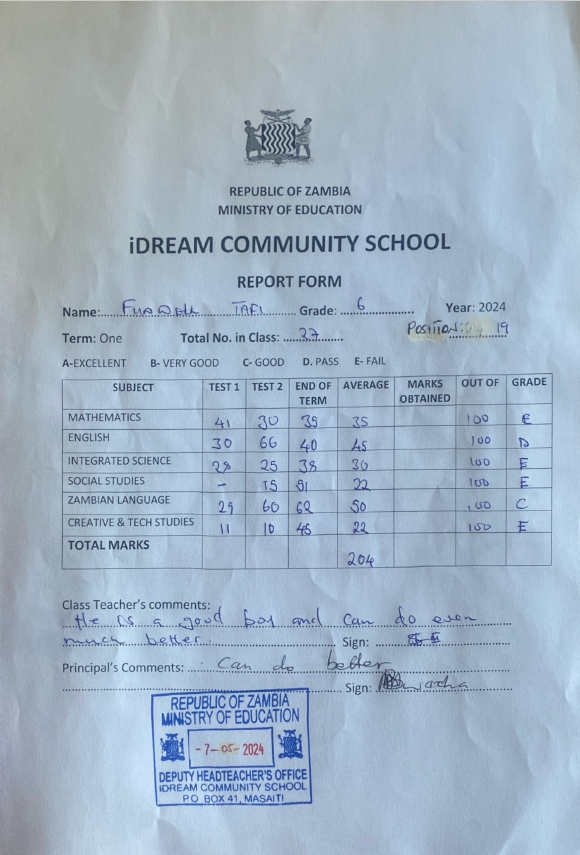 REPUBLIC OF ZAMBIA
MINISTRY OF EDUCATION
iDREAM COMMUNITY SCHOOL
REPORT FORM
Name: Grade: 6 Year: 2024
Term: One Total No. in Class: 27 POSITION: 19
A-EXCELLENT B- VERY GOOD C- GOOD D. PASS E- FAIL
SUBJECT TEST 1 TEST 2 END OF TERM AVERAGE MARKS OBTAINED OUT OF GRADE
MATHEMATICS 41 30 35 35 100 E
ENGLISH 30 66 40 45 100 D
INTEGRATED SCIENCE 28 25 38 30 100 E
SOCIAL STUDIES - 15 51 22 100 E
ZAMBIAN LANGUAGE 29 60 62 50 100 C
CREATIVE & TECH STUDIES 11 10 45 22 100 E
TOTAL MARKS 204
Class Teacher's comments:
He is a good boy and can do even
much better. Sign:
Principal's Comments: Can do better
Sign:
REPUBLIC OF ZAMBIA
MINISTRY OF EDUCATION
-7-05-2024
DEPUTY HEADTEACHER'S OFFICE
IDREAM COMMUNITY SCHOOL
P O BOX 41, MASAITI